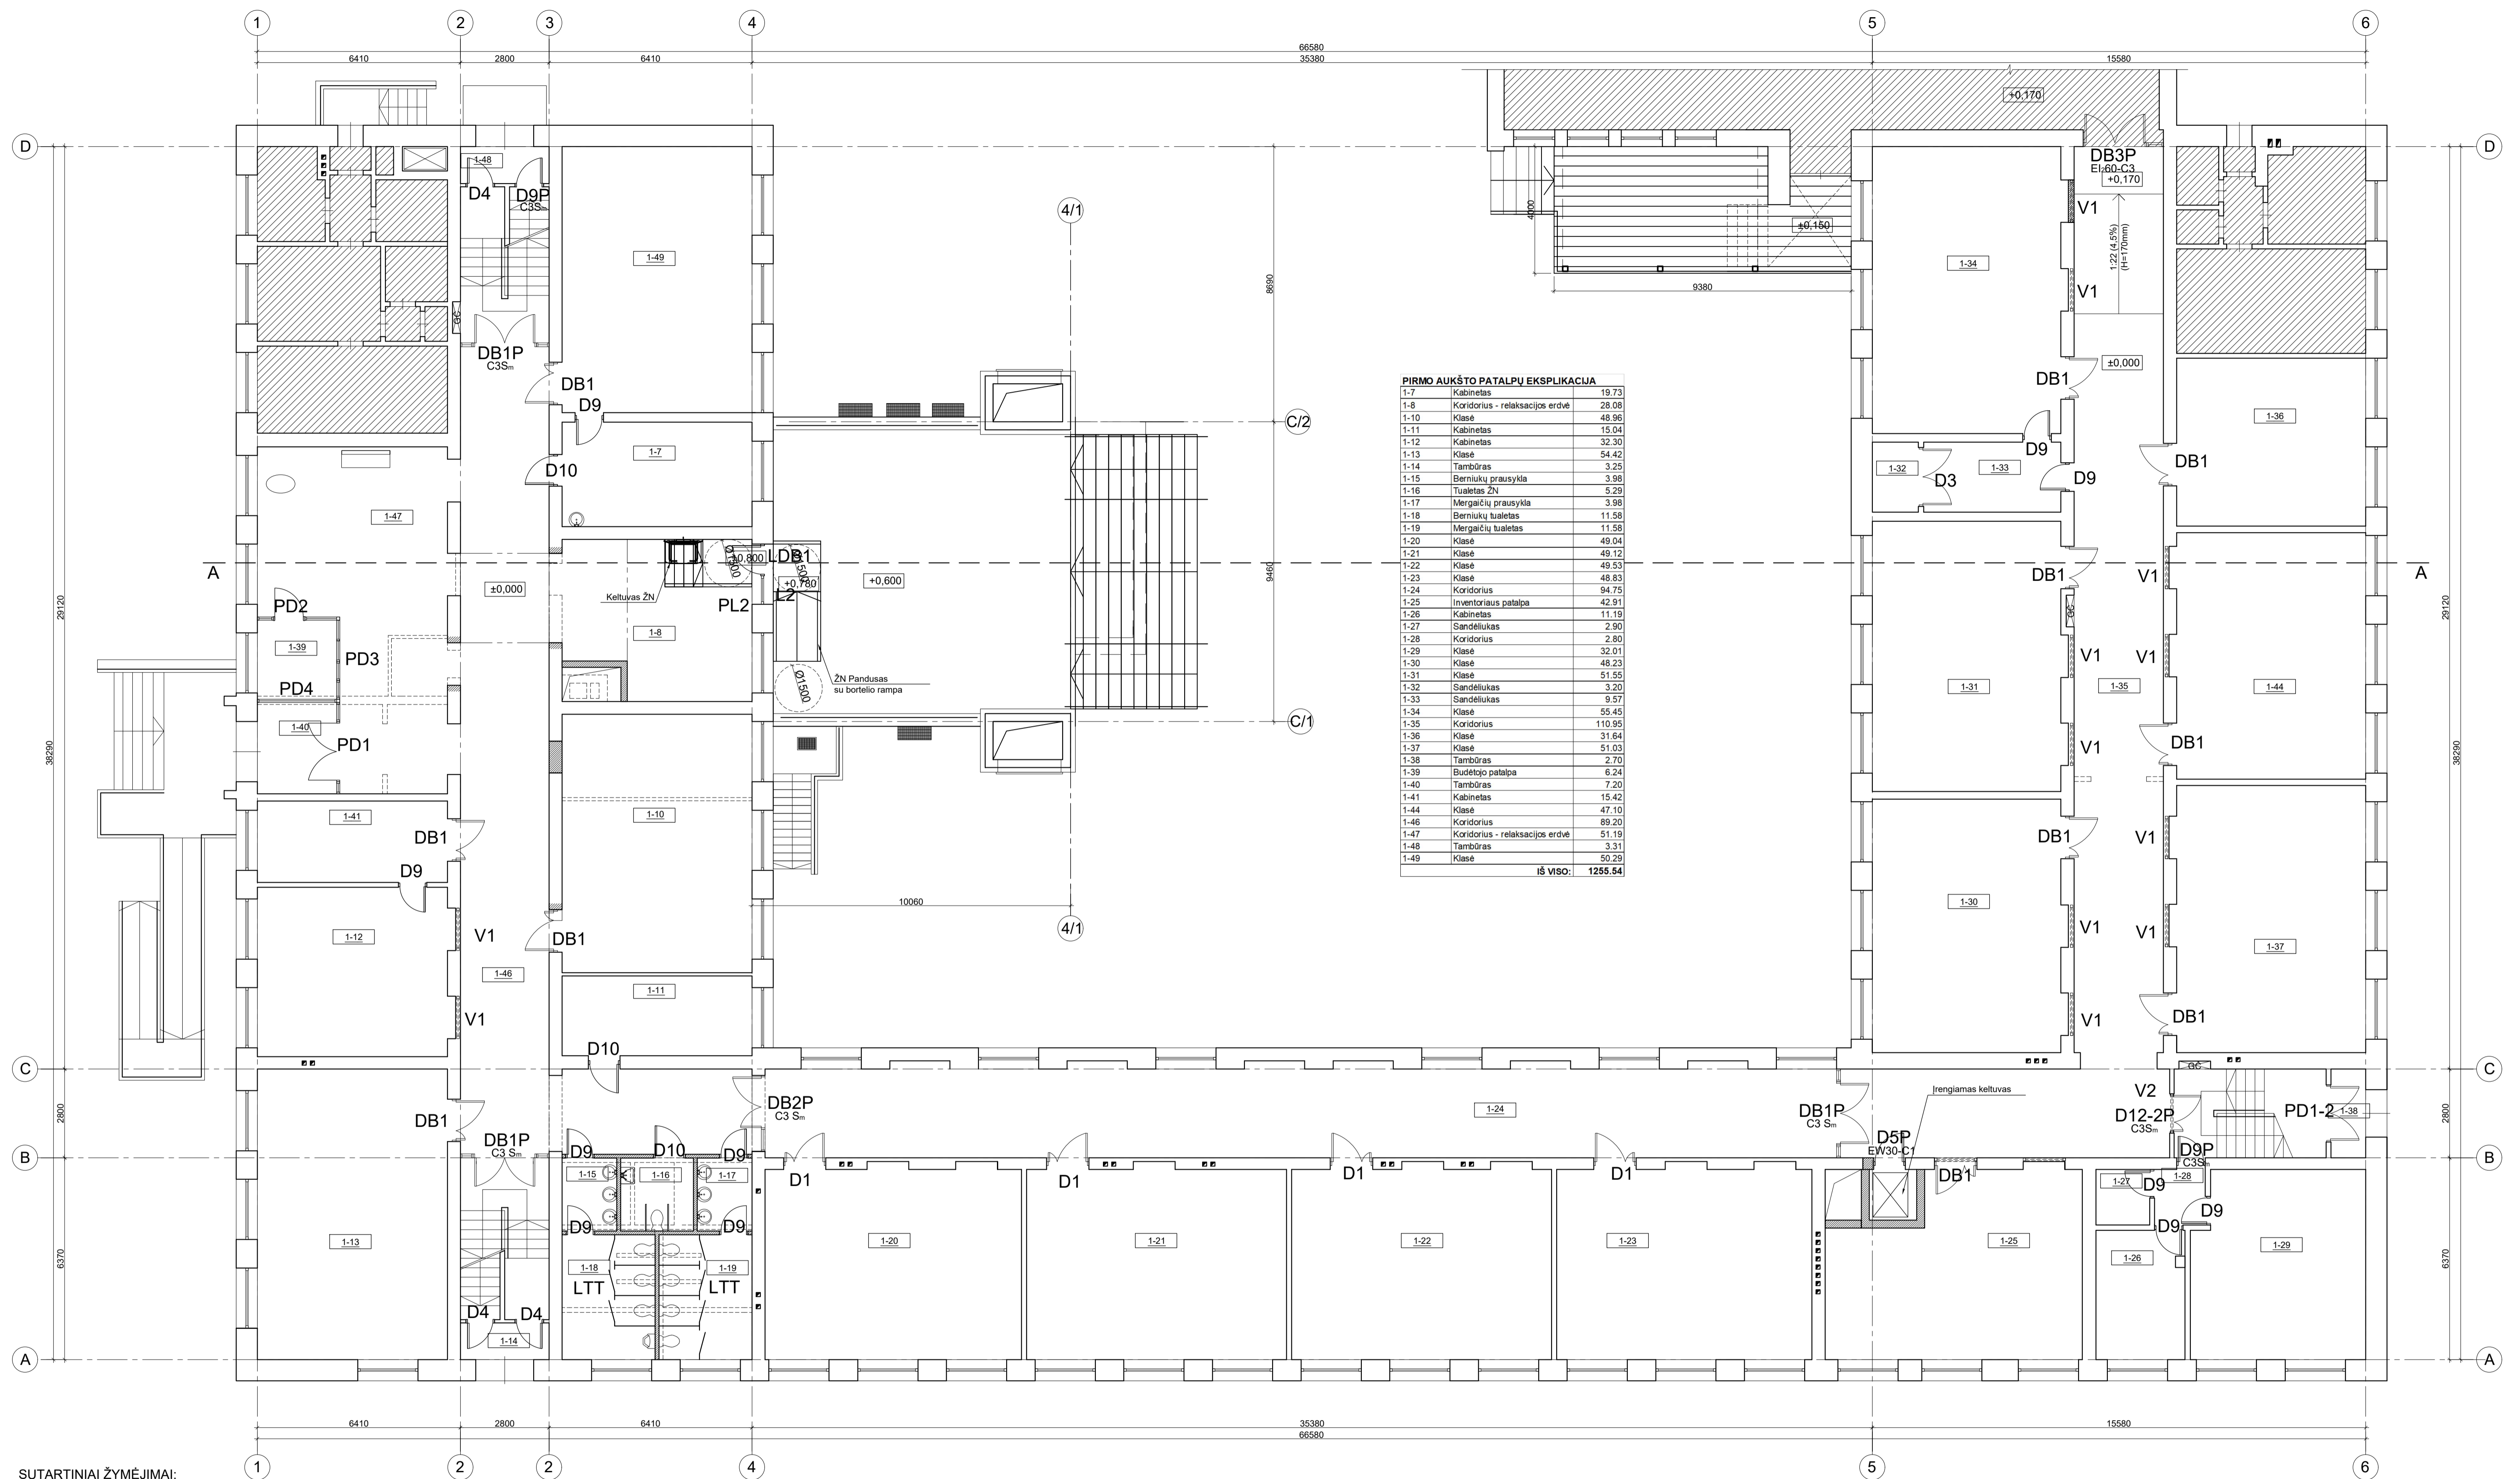 1 2 3 4 5 6
66580
6410 2800 6410 35380 15580
D D
+0,170
1-48
D4 D9P
C3Sm
DB3P
EI₂60-C3
+0,170
V1
4/1
4000
±0,150
1:22 (4,5%)
(H=170mm)
1-49
1-34
V1
9380
8690
GC
DB1P
C3Sm
±0,000
DB1
DB1
D9
C/2
1-36
1-7
D10
D9
DB1
1-32 1-33
D3
D9
1-47
A
Ø1500
±0,800
LDB1
Ø1500
+0,780
+0,600
L2
±0,000
Keltuvas ŽN
PL2
1-8
9460
DB1
V1
A
PD2
1-39
PD3
PD4
GC
V1
V1
29120
29120
ŽN Pandusas
su bortelio rampa
Ø1500
1-31
1-35
1-44
1-40
PD1
C/1
V1
DB1
38290
38290
PIRMO AUKŠTO PATALPŲ EKSPLIKACIJA
1-7 Kabinetas 19.73
1-8 Koridorius - relaksacijos erdvė 28.08
1-10 Klasė 48.96
1-11 Kabinetas 15.04
1-12 Kabinetas 32.30
1-13 Klasė 54.42
1-14 Tambūras 3.25
1-15 Berniukų prausykla 3.98
1-16 Tualetas ŽN 5.29
1-17 Mergaičių prausykla 3.98
1-18 Berniukų tualetas 11.58
1-19 Mergaičių tualetas 11.58
1-20 Klasė 49.04
1-21 Klasė 49.12
1-22 Klasė 49.53
1-23 Klasė 48.83
1-24 Koridorius 94.75
1-25 Inventoriaus patalpa 42.91
1-26 Kabinetas 11.19
1-27 Sandėliukas 2.90
1-28 Koridorius 2.80
1-29 Klasė 32.01
1-30 Klasė 48.23
1-31 Klasė 51.55
1-32 Sandėliukas 3.20
1-33 Sandėliukas 9.57
1-34 Klasė 55.45
1-35 Koridorius 110.95
1-36 Klasė 31.64
1-37 Klasė 51.03
1-38 Tambūras 2.70
1-39 Budėtojo patalpa 6.24
1-40 Tambūras 7.20
1-41 Kabinetas 15.42
1-44 Klasė 47.10
1-46 Koridorius 89.20
1-47 Koridorius - relaksacijos erdvė 51.19
1-48 Tambūras 3.31
1-49 Klasė 50.29
IŠ VISO: 1255.54
1-41
1-10
DB1
DB1
V1
D9
10060
4/1
1-12
V1
DB1
1-30
V1
V1
1-37
1-46
1-11
V1
V1
DB1
D10
C C
GC
DB1
DB1P
C3 Sm
DB2P
C3 Sm
1-24
DB1P
C3 Sm
Įrengiamas keltuvas
V2
D12-2P
C3Sm
PD1-2
1-38
2800
2800
D5P
EW30-C1
D9P
C3Sm
B B
D9 D10 D9
1-15 1-16 1-17
D1 D1 D1 D1
DB1
1-27 D9 1-28
D9
D9 D9
D9
1-13
1-20 1-21 1-22 1-23 1-25
1-26
1-29
6370
6370
1-18 1-19
LTT LTT
D4 D4
1-14
A A
6410 2800 6410 35380 15580
66580
1 2 2 4 5 6
SUTARTINIAI ŽYMĖJIMAI: